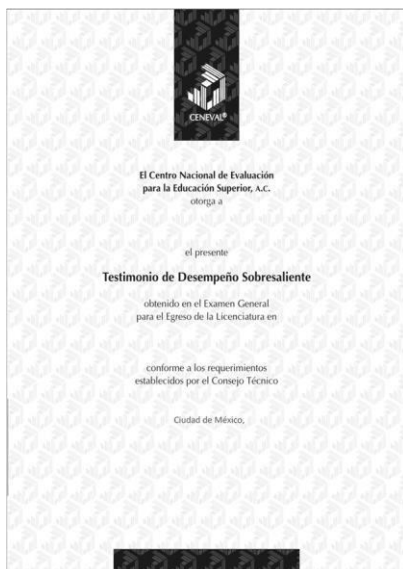 CENEVAL®
El Centro Nacional de Evaluación
para la Educación Superior, A.C.
otorga a
el presente
Testimonio de Desempeño Sobresaliente
obtenido en el Examen General
para el Egreso de la Licenciatura en
conforme a los requerimientos
establecidos por el Consejo Técnico
Ciudad de México,